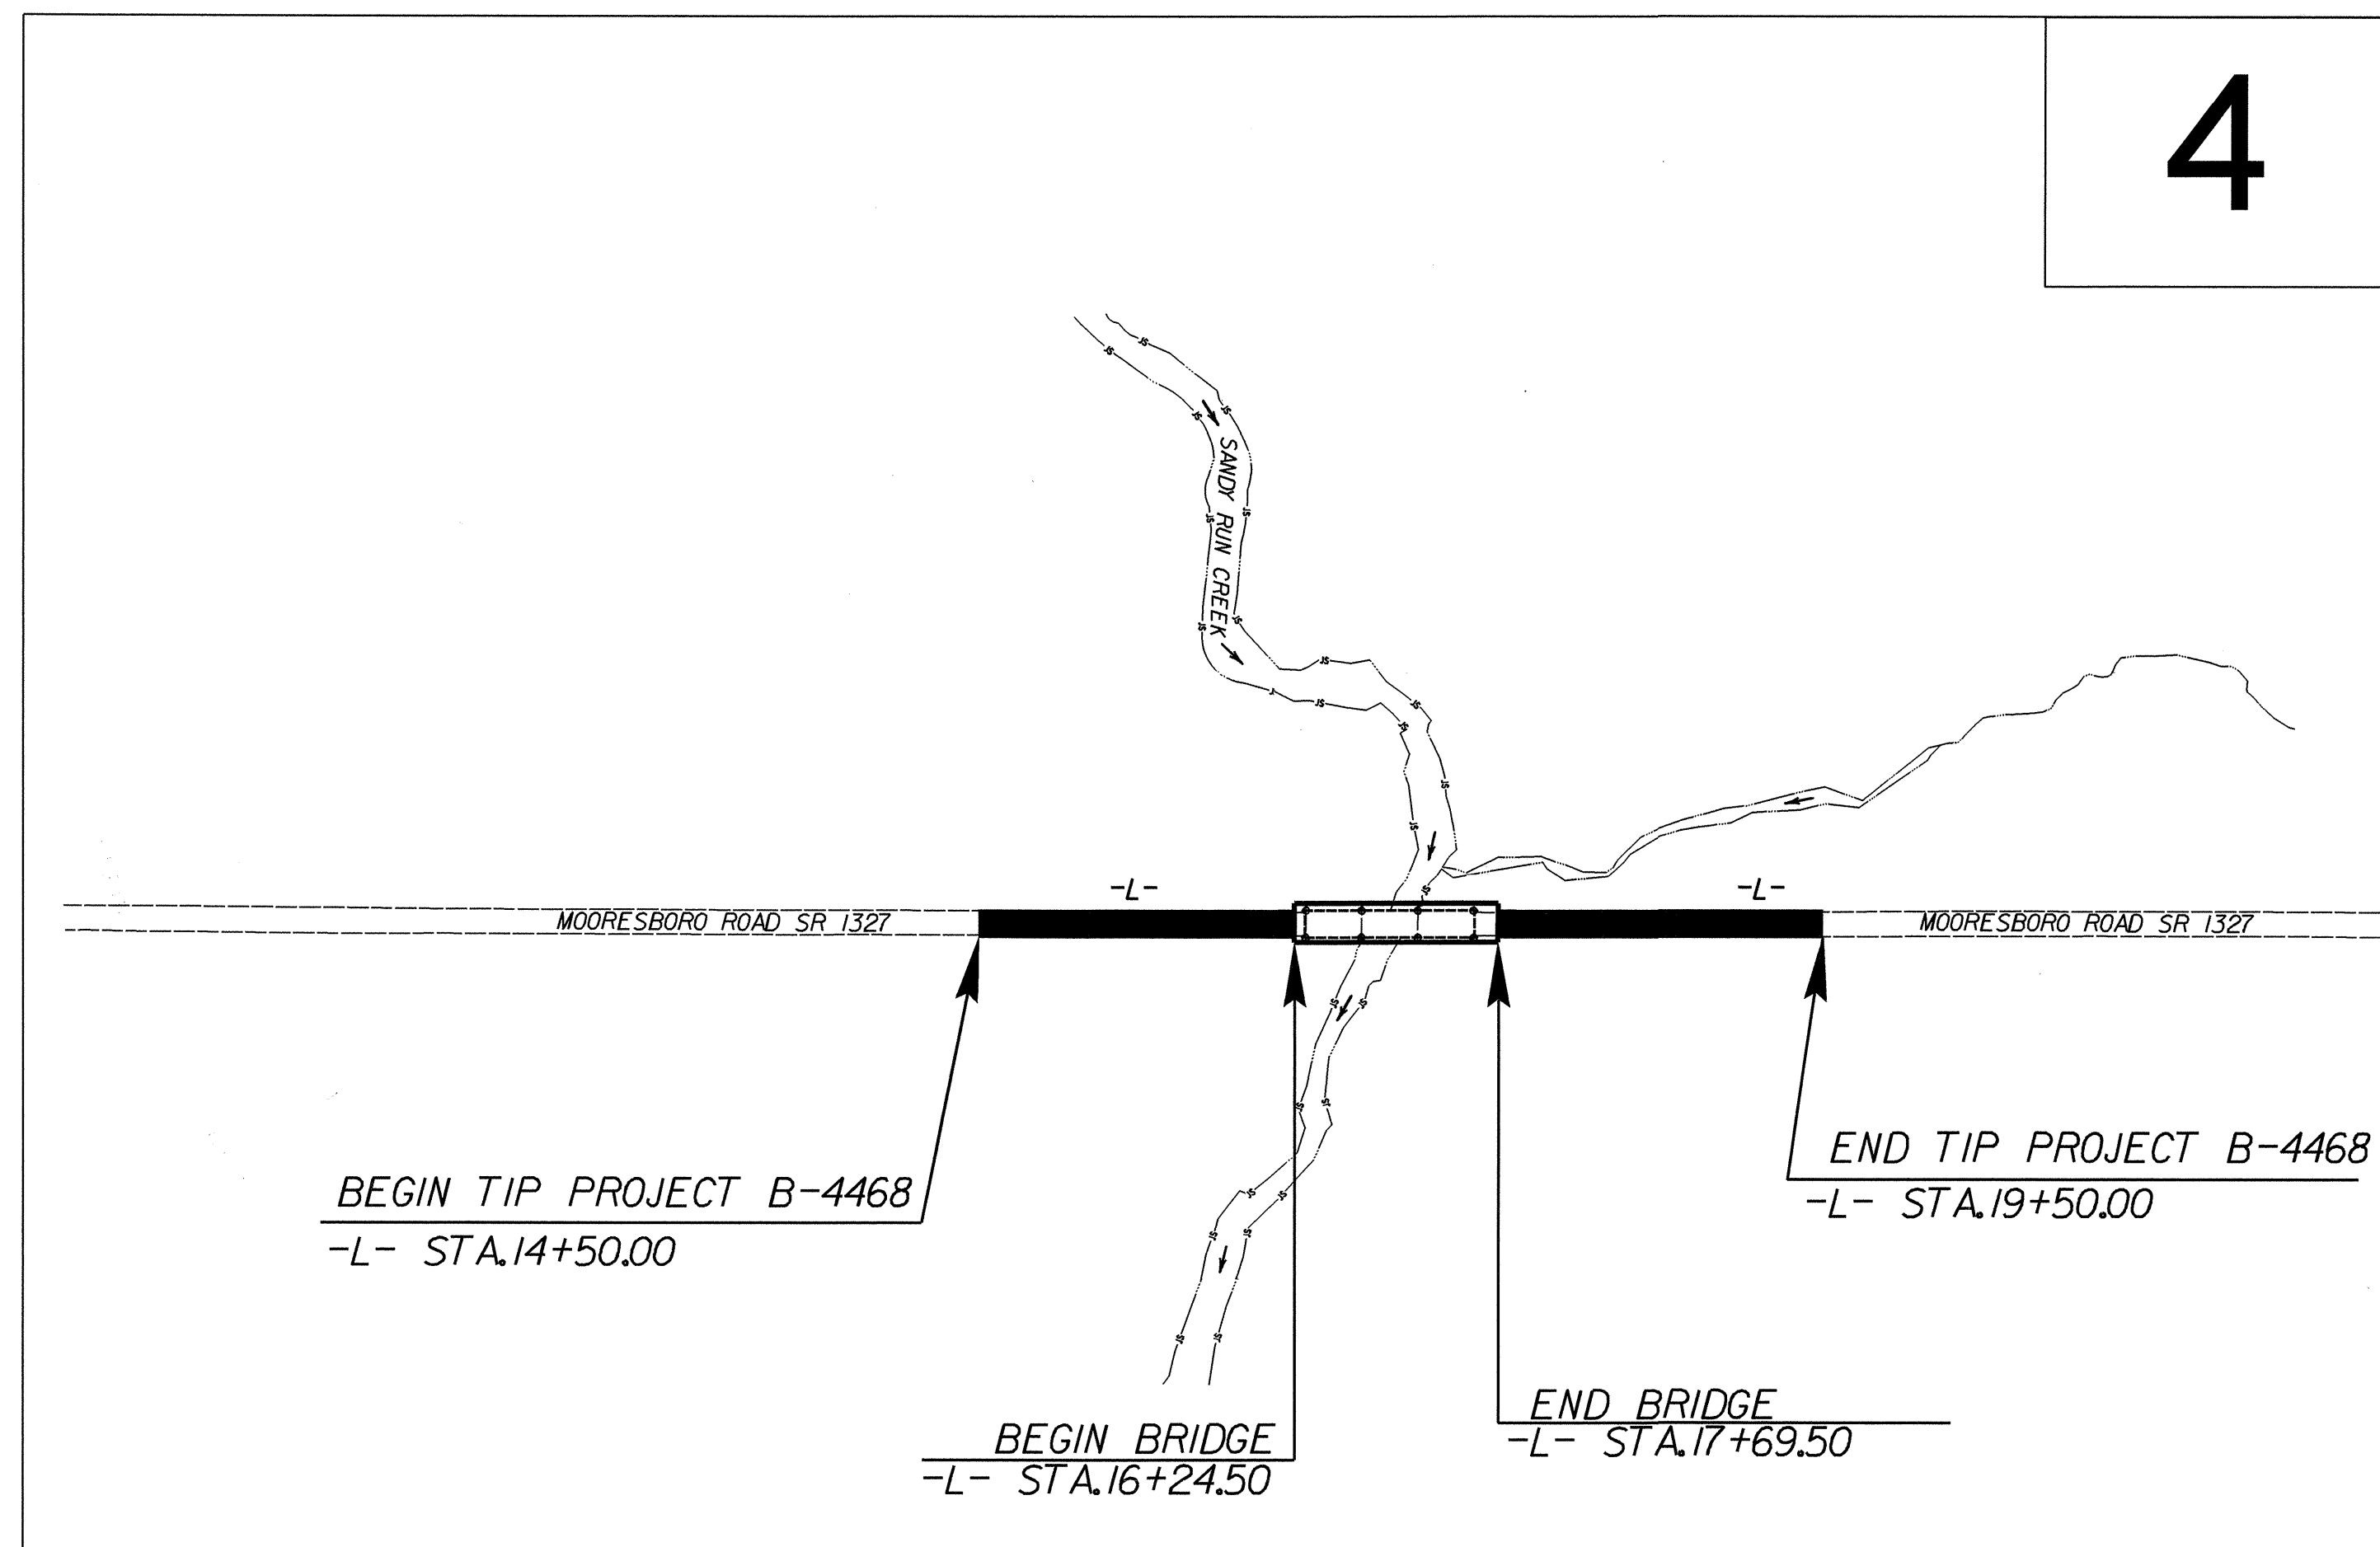 4
SANDY RUN CREEK
-L-
-L-
MOORESBORO ROAD SR 1327
MOORESBORO ROAD SR 1327
BEGIN TIP PROJECT B-4468
-L- STA.14+50.00
END TIP PROJECT B-4468
-L- STA.19+50.00
BEGIN BRIDGE
-L- STA.16+24.50
END BRIDGE
-L- STA.17+69.50